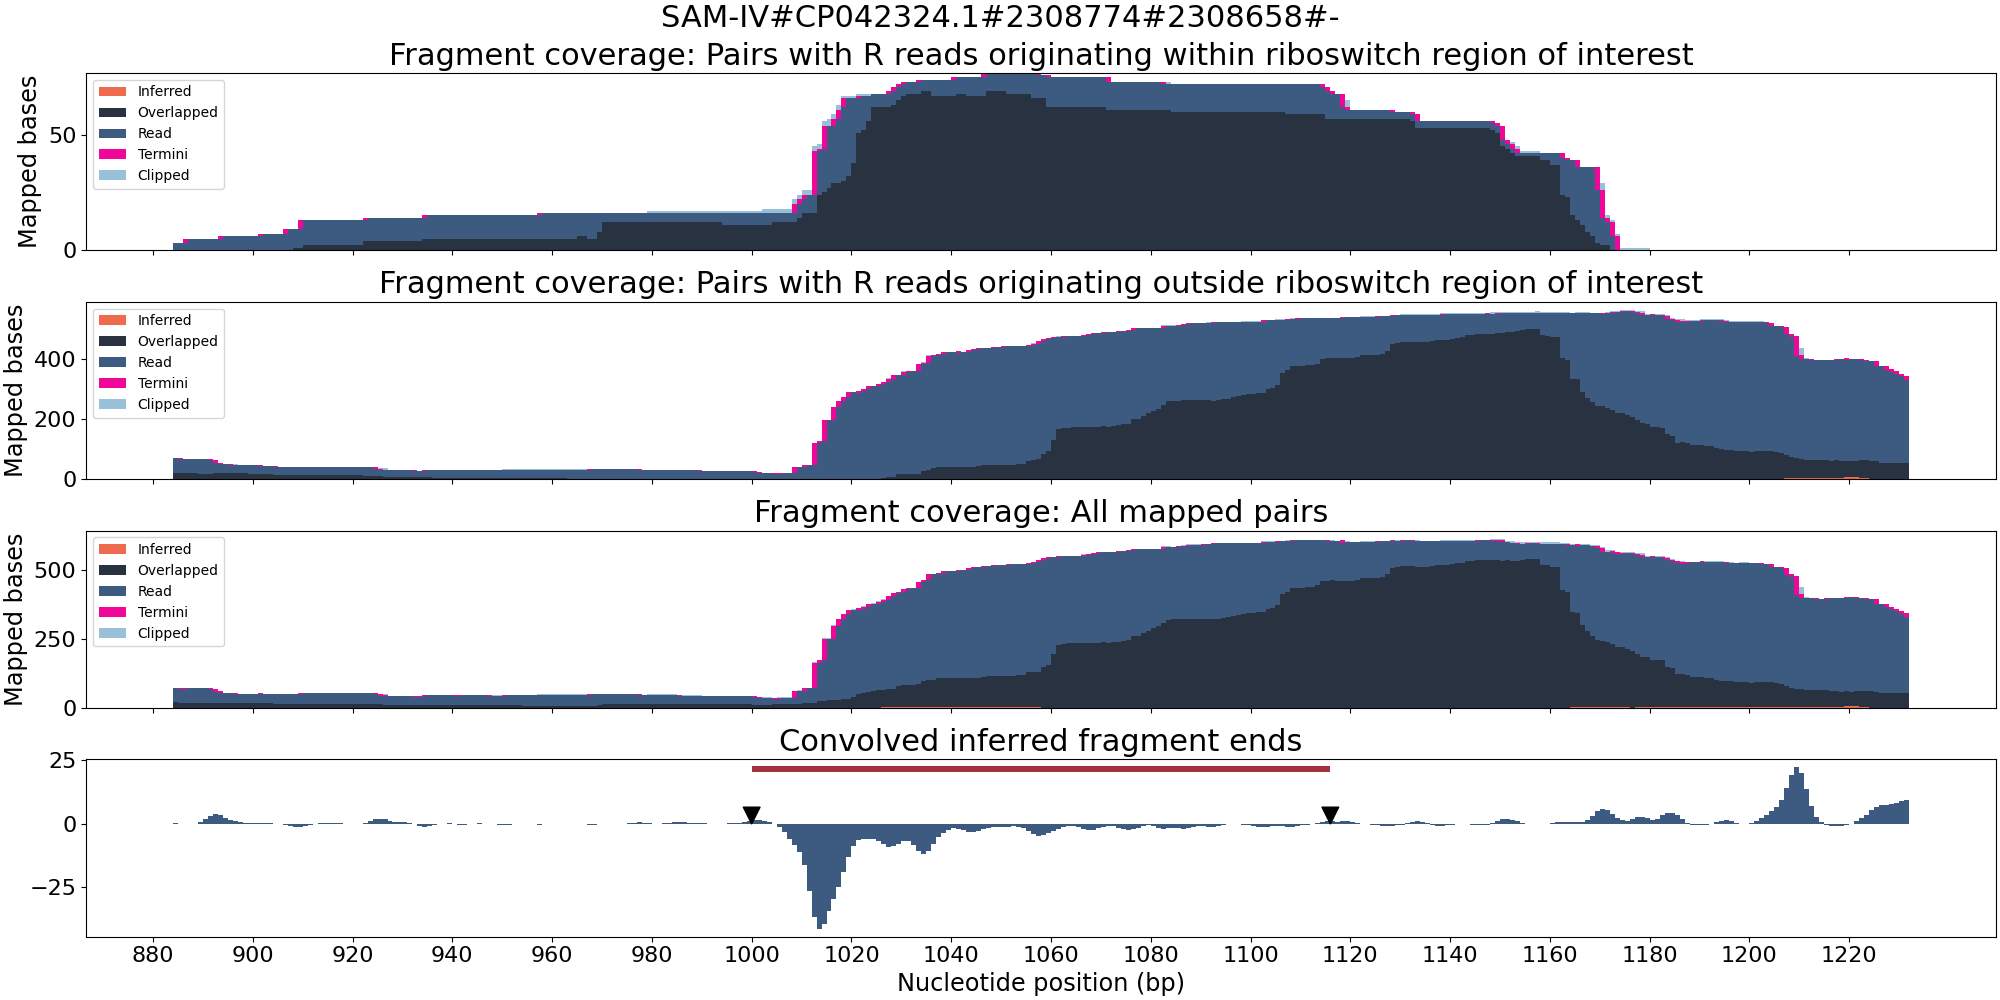 SAM-IV#CP042324.1#2308774#2308658#-
Fragment coverage: Pairs with R reads originating within riboswitch region of interest
Mapped bases
50
0
Inferred
Overlapped
Read
Termini
Clipped
Fragment coverage: Pairs with R reads originating outside riboswitch region of interest
Mapped bases
400
200
0
Inferred
Overlapped
Read
Termini
Clipped
Fragment coverage: All mapped pairs
Mapped bases
500
250
0
Inferred
Overlapped
Read
Termini
Clipped
Convolved inferred fragment ends
25
0
−25
880 900 920 940 960 980 1000 1020 1040 1060 1080 1100 1120 1140 1160 1180 1200 1220
Nucleotide position (bp)